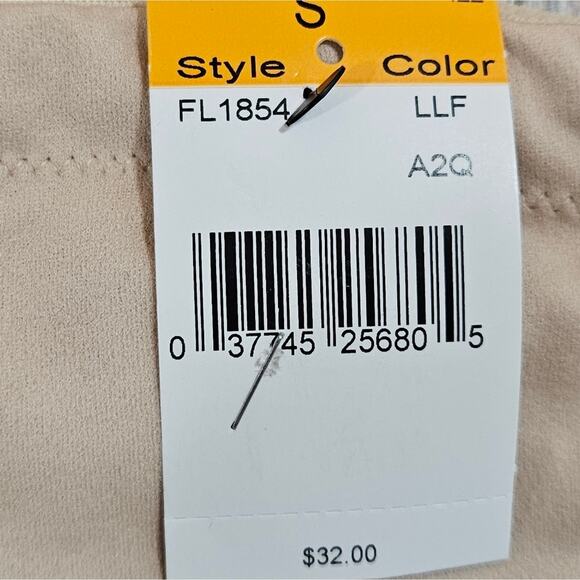 S
Style Color
FL1854 LLF
A2Q
0 37745 25680 5
$32.00